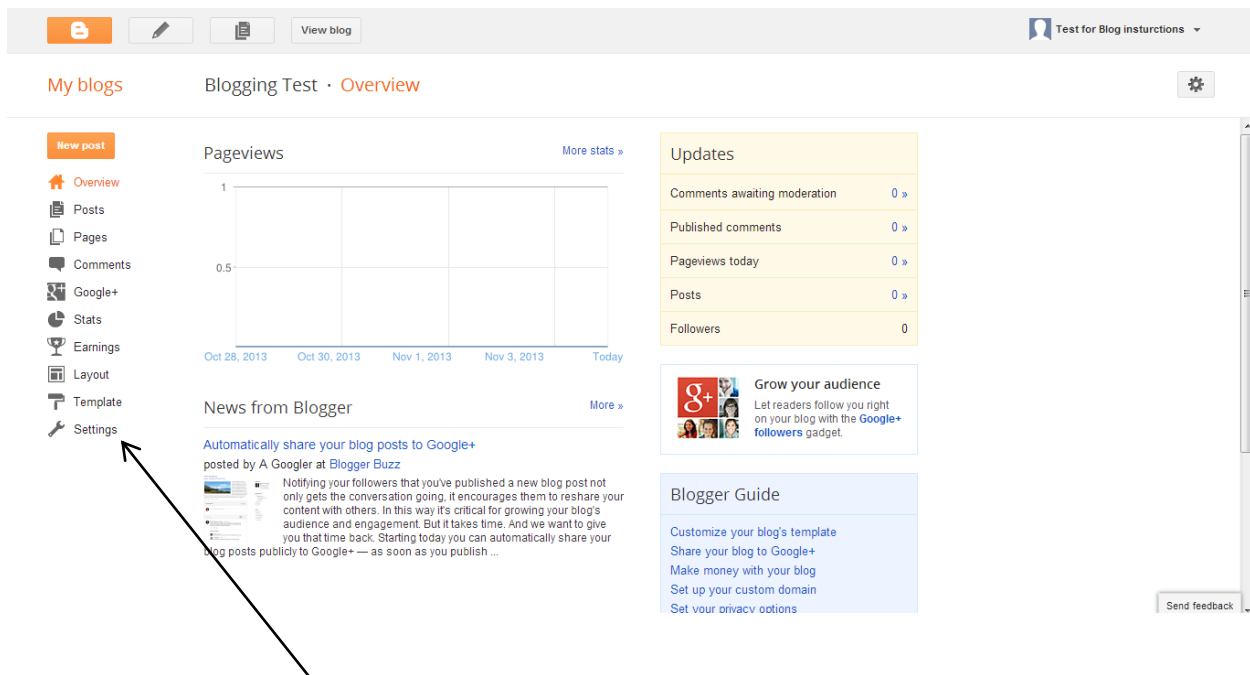 View blog
Test for Blog insturctions
My blogs
Blogging Test · Overview
New post
Overview
Posts
Pages
Comments
Google+
Stats
Earnings
Layout
Template
Settings
Pageviews
More stats »
1
0.5
Oct 28, 2013 Oct 30, 2013 Nov 1, 2013 Nov 3, 2013 Today
News from Blogger
More »
Automatically share your blog posts to Google+
posted by A Googler at Blogger Buzz
Notifying your followers that you've published a new blog post not
only gets the conversation going, it encourages them to reshare your
content with others. In this way it's critical for growing your blog's
audience and engagement. But it takes time. And we want to give
you that time back. Starting today you can automatically share your
blog posts publicly to Google+ — as soon as you publish ...
Updates
Comments awaiting moderation 0 »
Published comments 0 »
Pageviews today 0 »
Posts 0 »
Followers 0
g+
Grow your audience
Let readers follow you right
on your blog with the Google+
followers gadget.
Blogger Guide
Customize your blog's template
Share your blog to Google+
Make money with your blog
Set up your custom domain
Set your privacy options
Send feedback